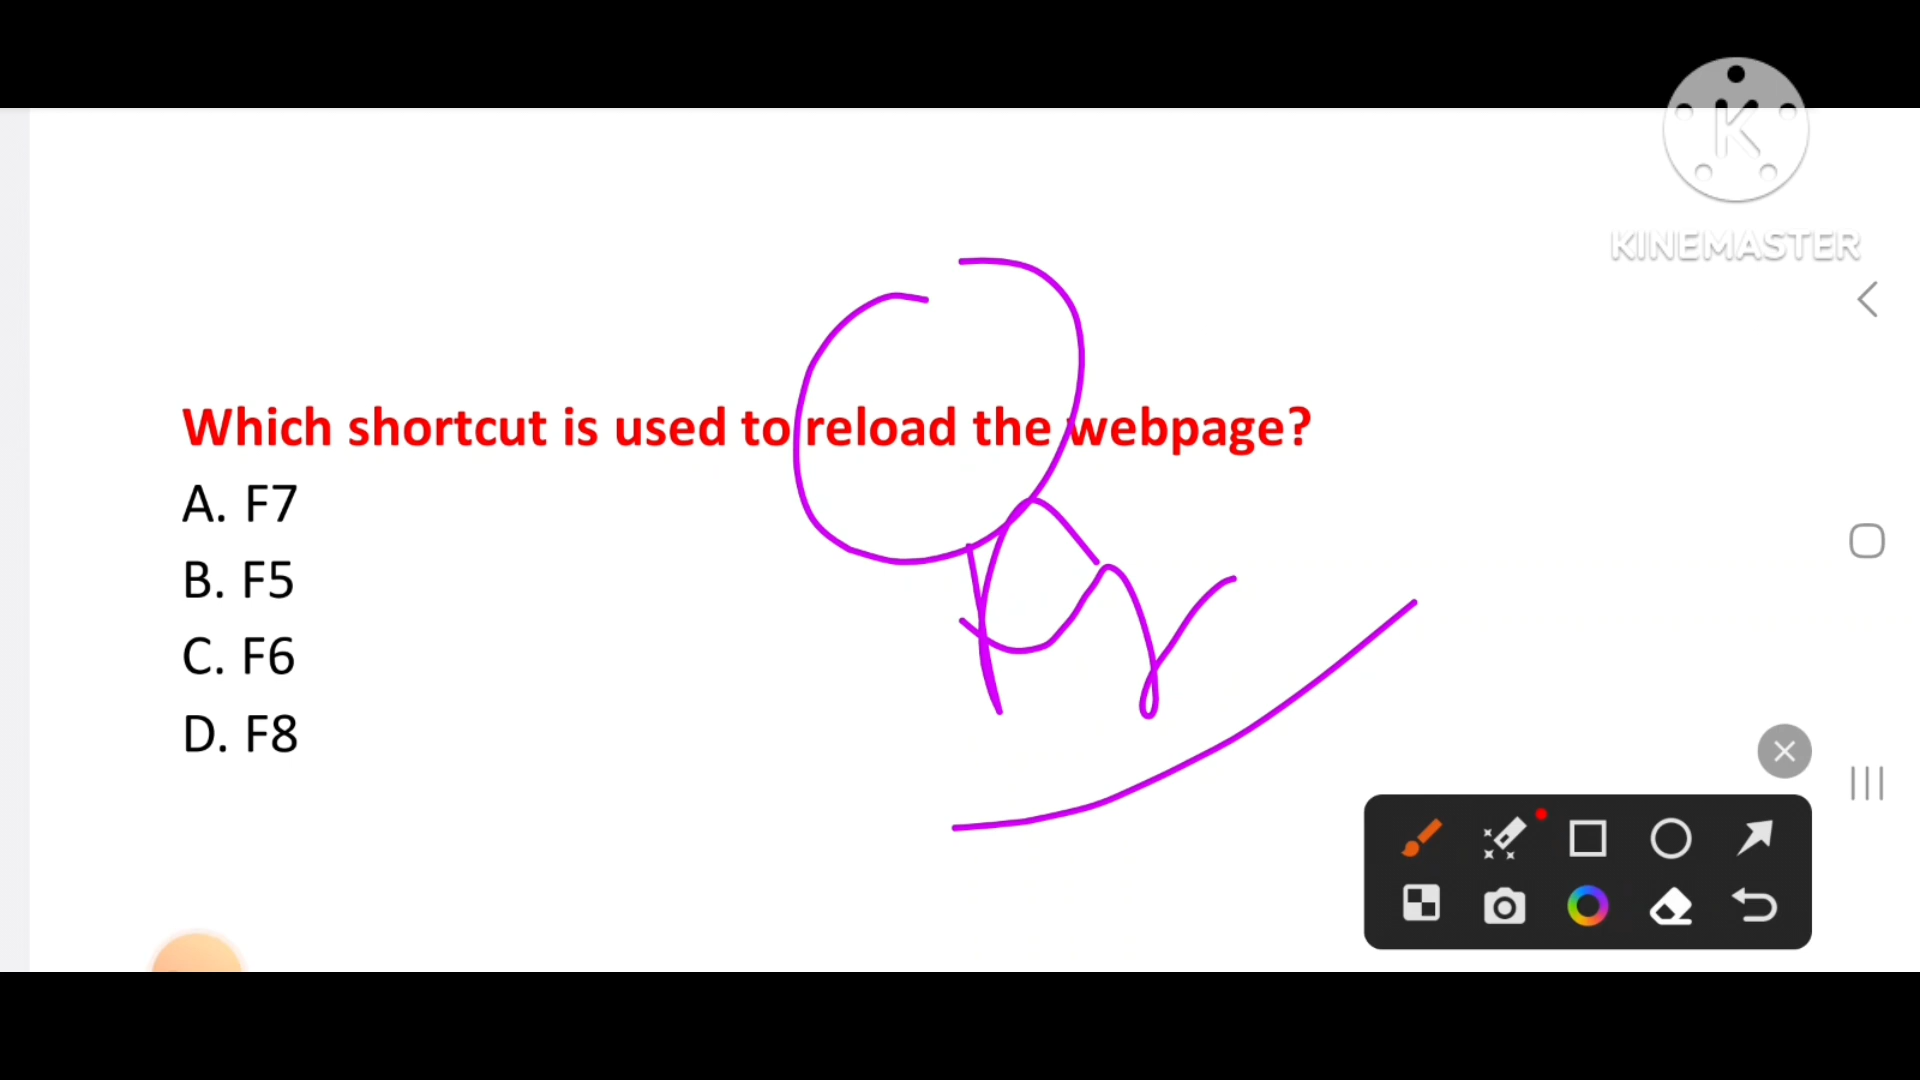 K
KINEMASTER
Which shortcut is used to reload the webpage?
A. F7
B. F5
C. F6
D. F8